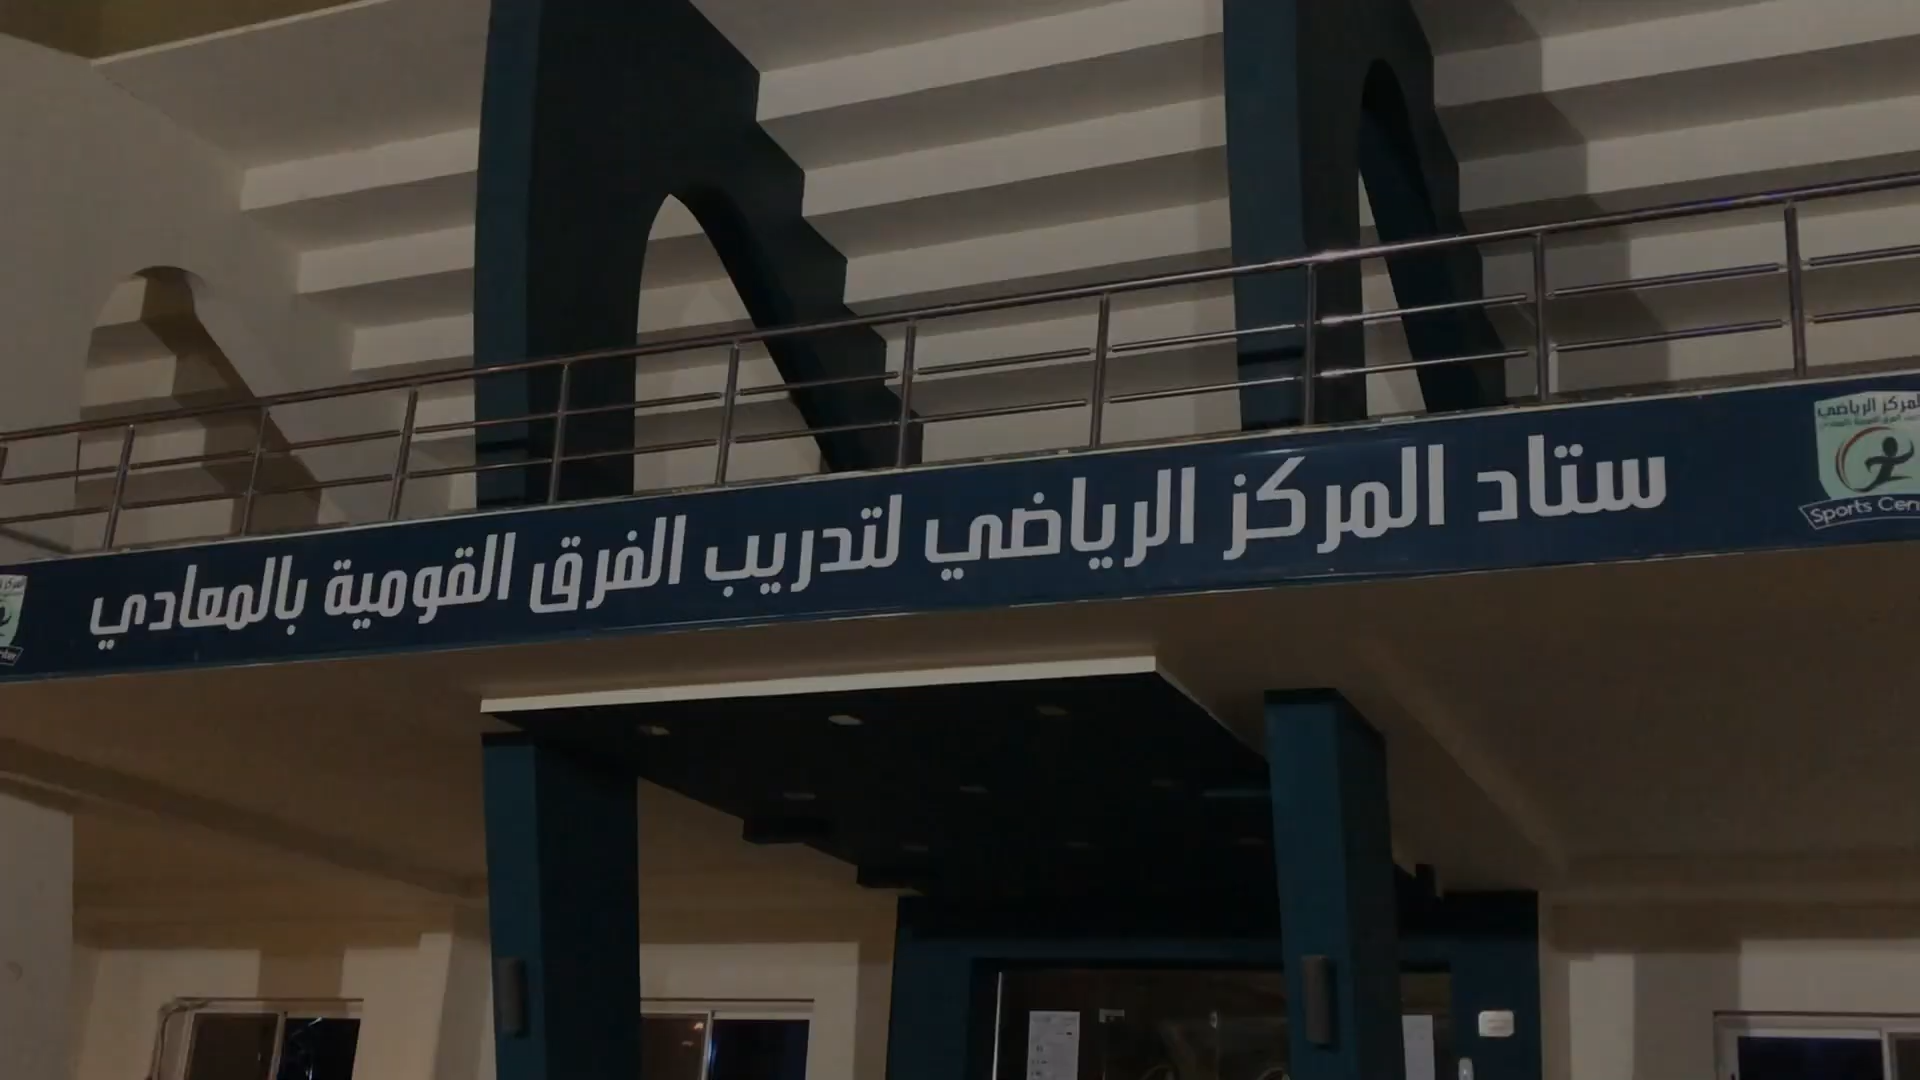 ستاد المركز الرياضي لتدريب الفرق القومية بالمعادي
المركز الرياضي
Sports Cen